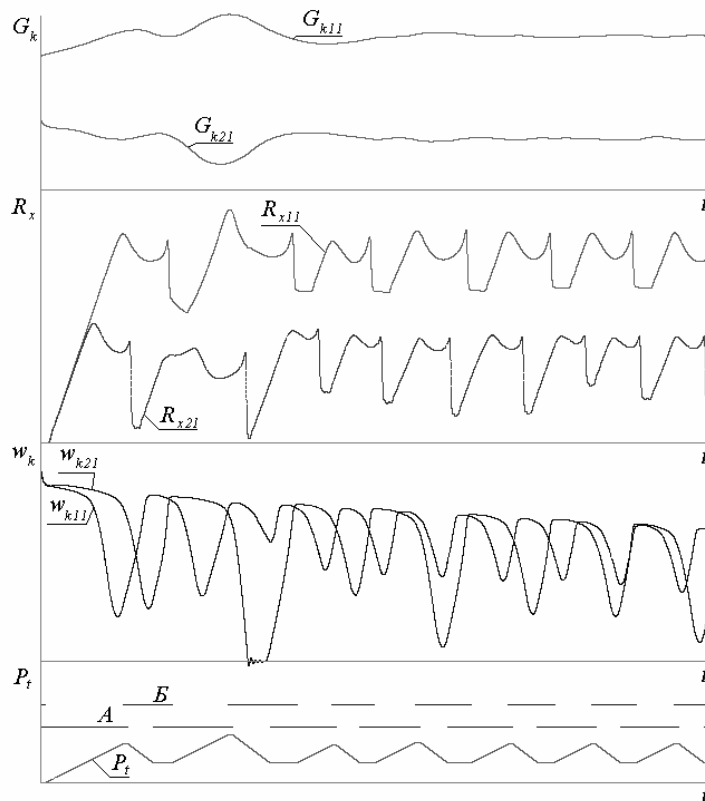 G_k
G_k11
G_k21
t
R_x
R_x11
R_x21
t
w_k
w_k21
w_k11
t
P_t
Б
А
P_t
t